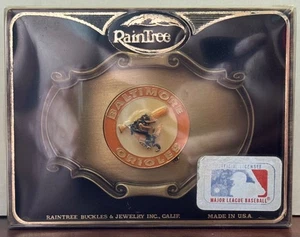 RainTree
BALTIMORE
ORIOLES
MAJOR LEAGUE BASEBALL
RAINTREE BUCKLES & JEWELRY INC., CALIF.
MADE IN U.S.A.